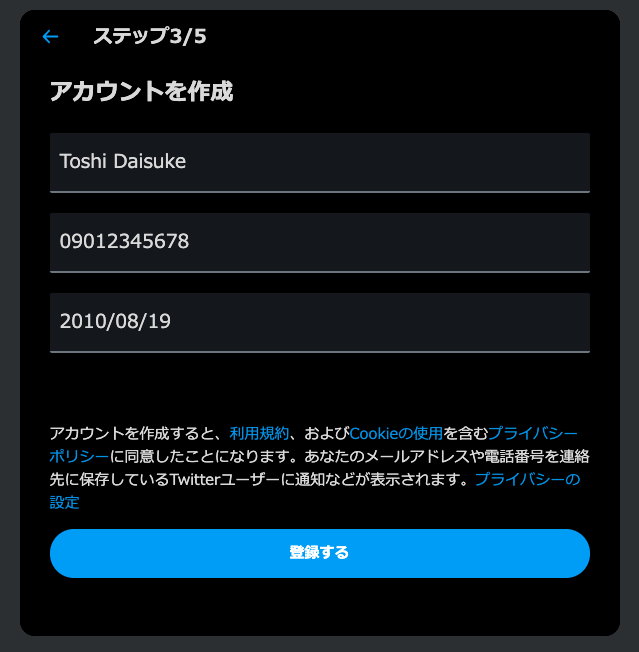 ステップ3/5
アカウントを作成
Toshi Daisuke
09012345678
2010/08/19
アカウントを作成すると、利用規約、およびCookieの使用を含むプライバシー
ポリシーに同意したことになります。あなたのメールアドレスや電話番号を連絡
先に保存しているTwitterユーザーに通知などが表示されます。プライバシーの
設定
登録する